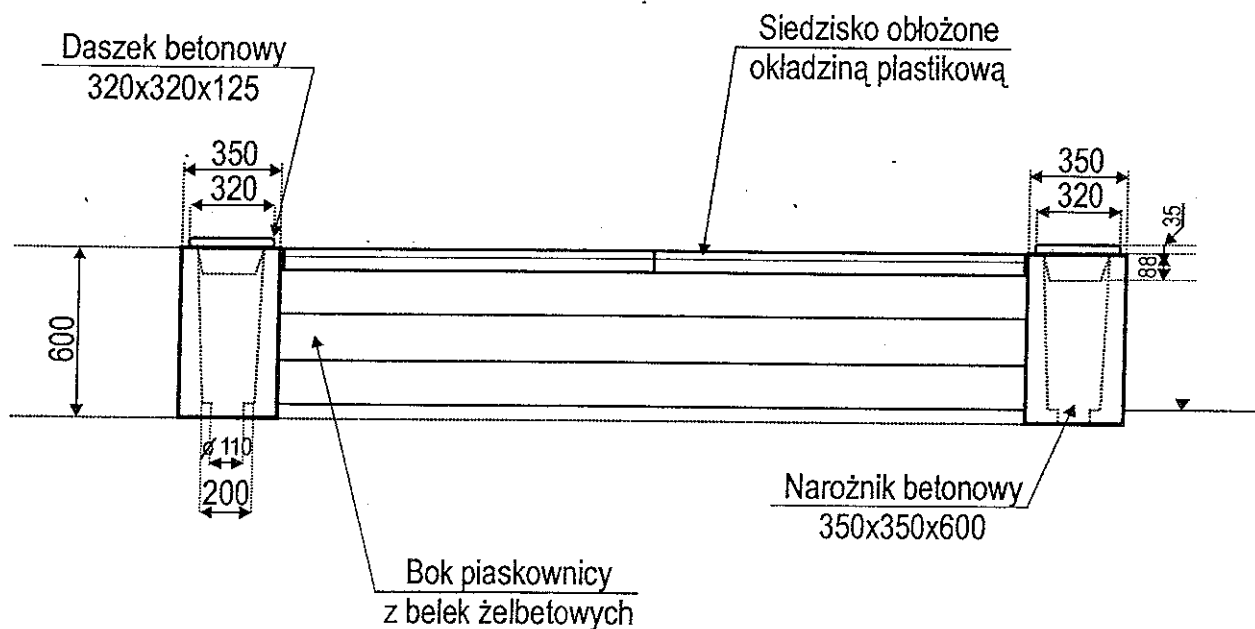 Daszek betonowy
320x320x125
Siedzisko obłożone
okładziną plastikową
350
320
350
320
35
88
600
Ø 110
200
Narożnik betonowy
350x350x600
Bok piaskownicy
z belek żelbetowych